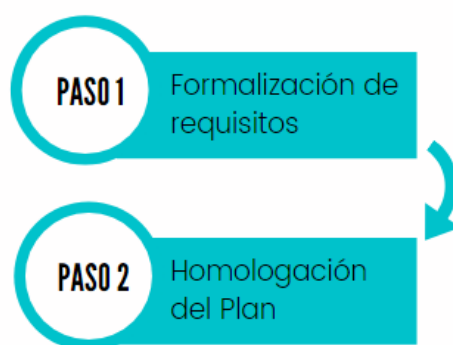 PASO 1
Formalización de
requisitos
PASO 2
Homologación
del Plan